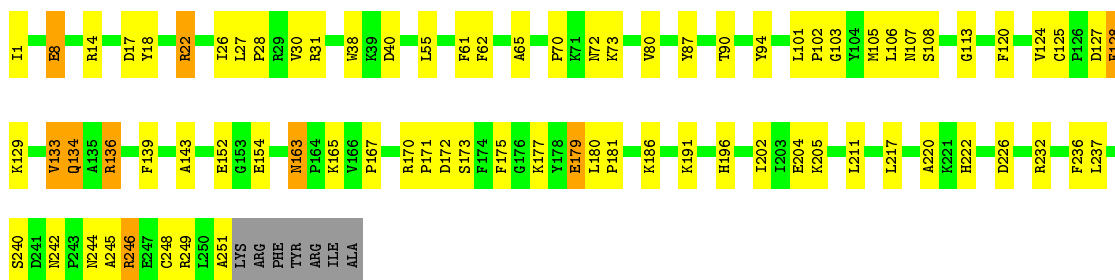 I1 E8 R14 D17 Y18 R22 I26 L27 P28 R29 V30 R31 W38 K39 D40 L55 F61 F62 A65 P70 K71 N72 K73 V80 Y87 T90 Y94 L101 P102 G103 Y104 M105 L106 N107 S108 G113 F120 V124 C125 P126 D127 E128
K129 V133 Q134 A135 R136 F139 A143 E152 G153 E154 N163 P164 K165 V166 P167 R170 P171 D172 S173 F174 F175 G176 K177 Y178 E179 L180 P181 K186 K191 H196 I202 I203 E204 K205 L211 L217 A220 K221 H222 D226 R232 F236 L237
S240 D241 N242 P243 N244 A245 R246 E247 C248 R249 L250 A251 LYS ARG PHE TYR ARG ILE ALA